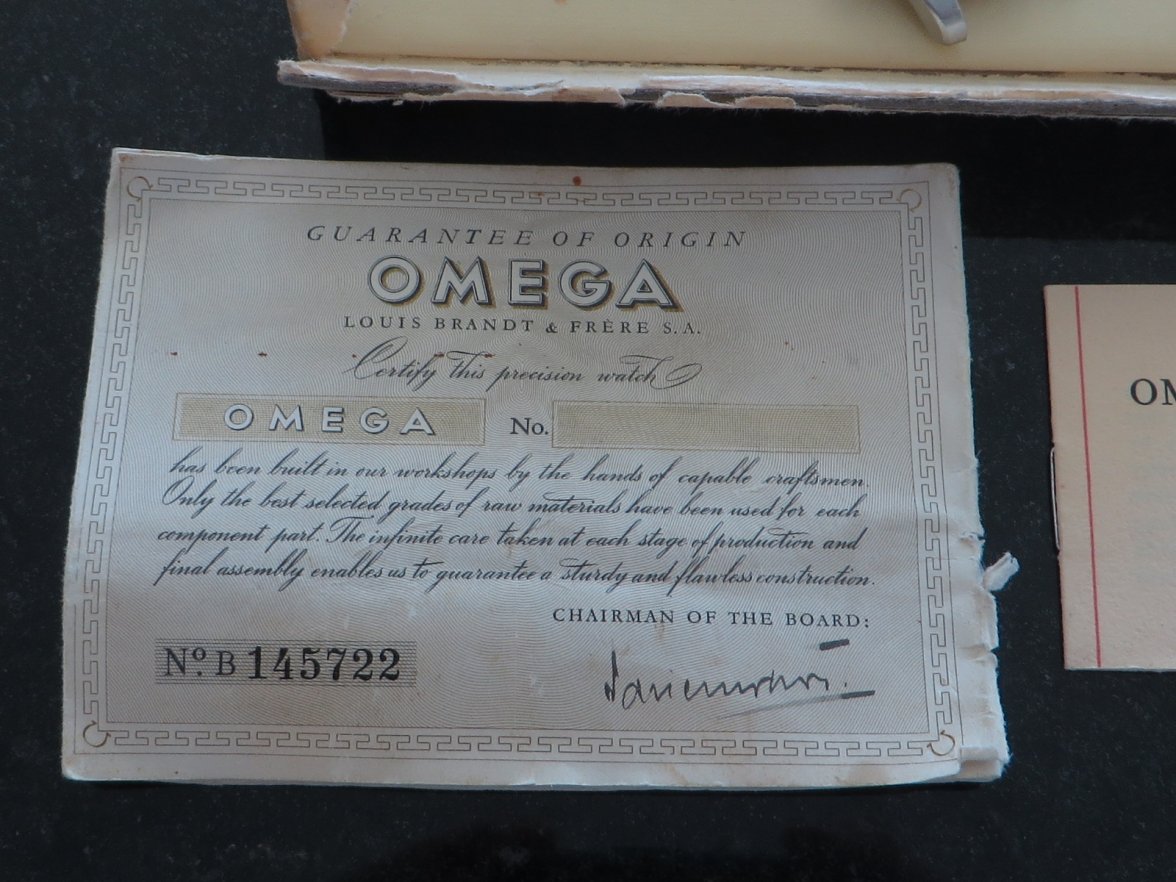 GUARANTEE OF ORIGIN
OMEGA
LOUIS BRANDT & FRÈRE S.A.
Certify this precision watch
OMEGA No.
has been built in our workshops by the hands of capable craftsmen.
Only the best selected grades of raw materials have been used for each
component part. The infinite care taken at each stage of production and
final assembly enables us to guarantee a sturdy and flawless construction.
CHAIRMAN OF THE BOARD:
Nº. B 145722
OM